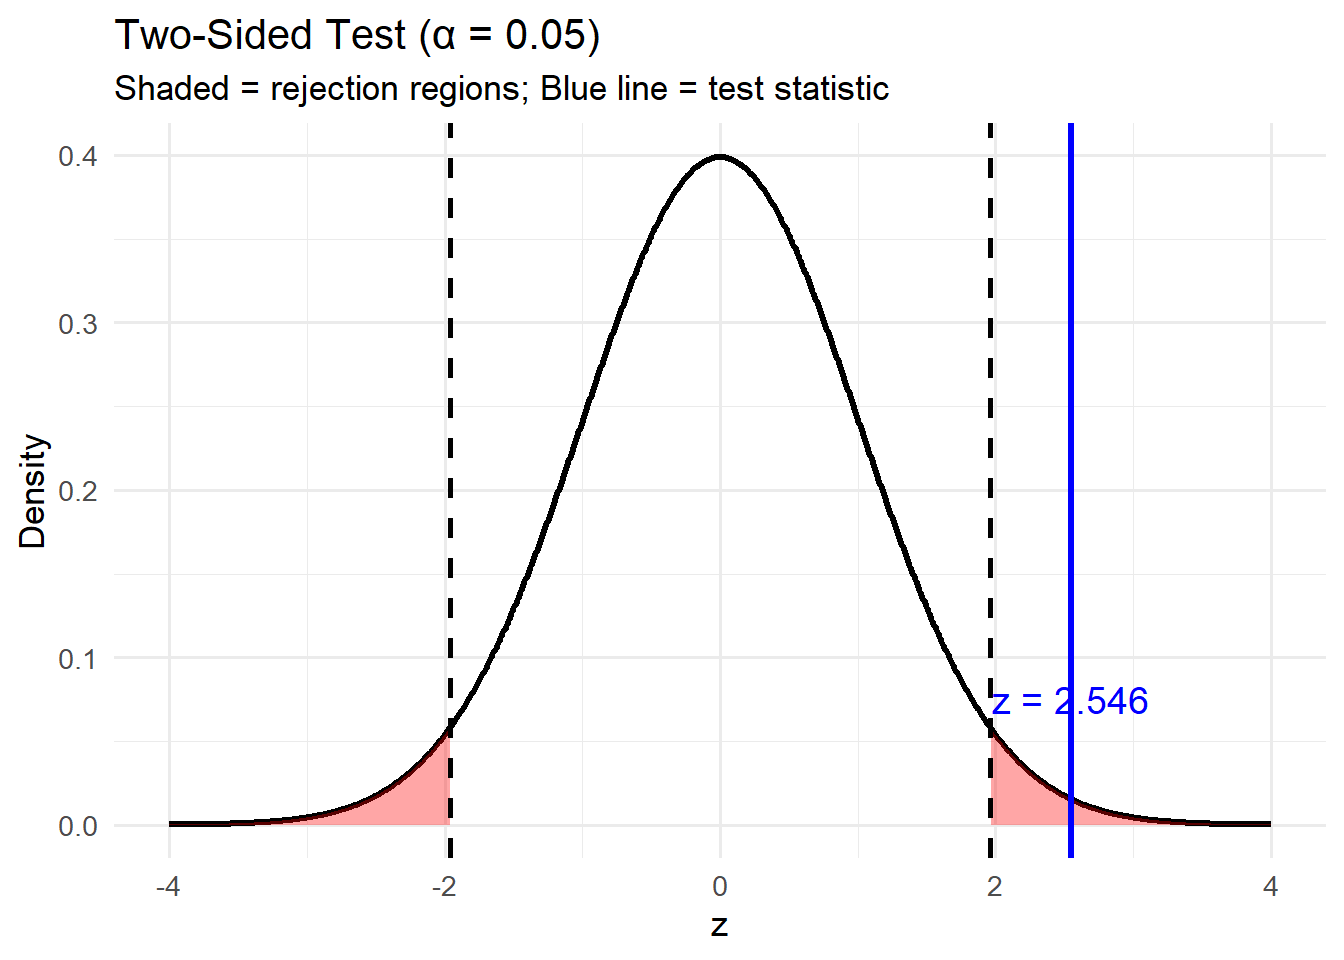 Two-Sided Test (α = 0.05)
Shaded = rejection regions; Blue line = test statistic
0.4
0.3
0.2
0.1
0.0
Density
z = 2.546
-4
-2
0
2
4
z